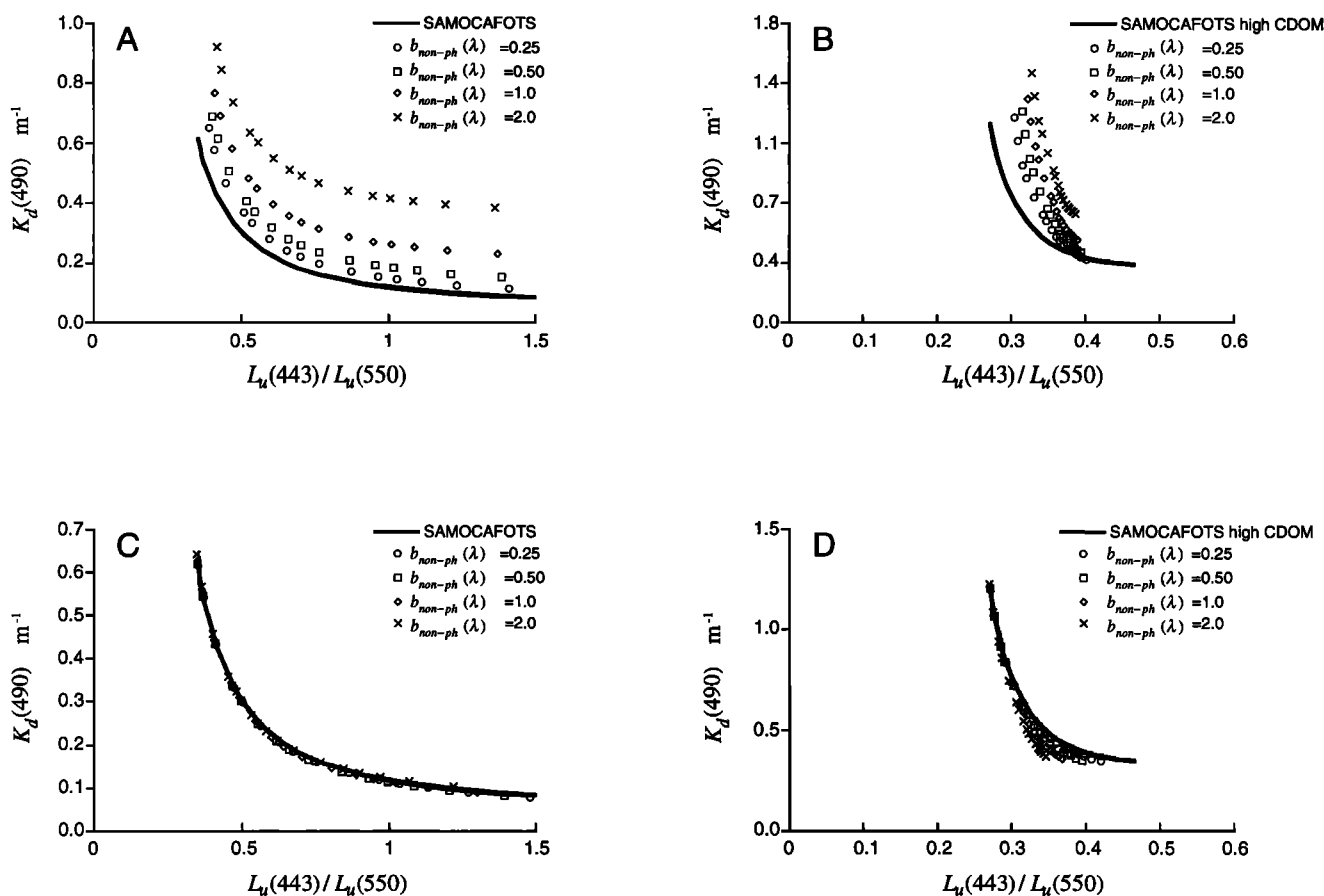 A
SAMOCAFOTS
b_non-ph (λ) =0.25
b_non-ph (λ) =0.50
b_non-ph (λ) =1.0
b_non-ph (λ) =2.0
1.0
0.8
0.6
0.4
0.2
0.0
K_d(490) m⁻¹
0
0.5
1
1.5
L_u(443) / L_u(550)
B
SAMOCAFOTS high CDOM
b_non-ph (λ) =0.25
b_non-ph (λ) =0.50
b_non-ph (λ) =1.0
b_non-ph (λ) =2.0
1.8
1.4
1.1
0.7
0.4
0.0
K_d(490) m⁻¹
0
0.1
0.2
0.3
0.4
0.5
0.6
L_u(443) / L_u(550)
C
SAMOCAFOTS
b_non-ph (λ) =0.25
b_non-ph (λ) =0.50
b_non-ph (λ) =1.0
b_non-ph (λ) =2.0
0.7
0.6
0.5
0.4
0.3
0.2
0.1
0.0
K_d(490) m⁻¹
0
0.5
1
1.5
L_u(443) / L_u(550)
D
SAMOCAFOTS high CDOM
b_non-ph (λ) =0.25
b_non-ph (λ) =0.50
b_non-ph (λ) =1.0
b_non-ph (λ) =2.0
1.5
1.0
0.5
0.0
K_d(490) m⁻¹
0.0
0.1
0.2
0.3
0.4
0.5
0.6
L_u(443) / L_u(550)